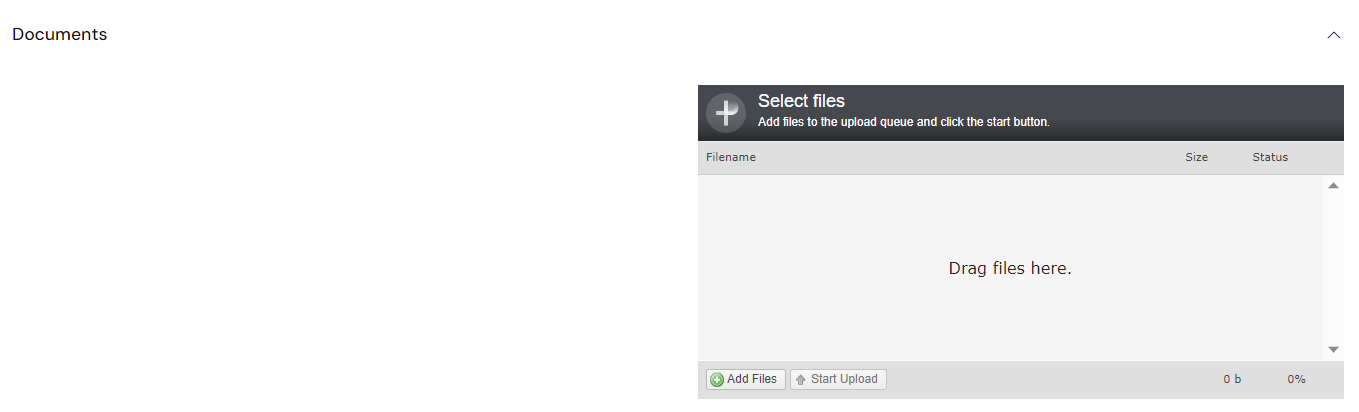 Documents
Select files
Add files to the upload queue and click the start button.
Filename Size Status
Drag files here.
Add Files Start Upload 0 b 0%